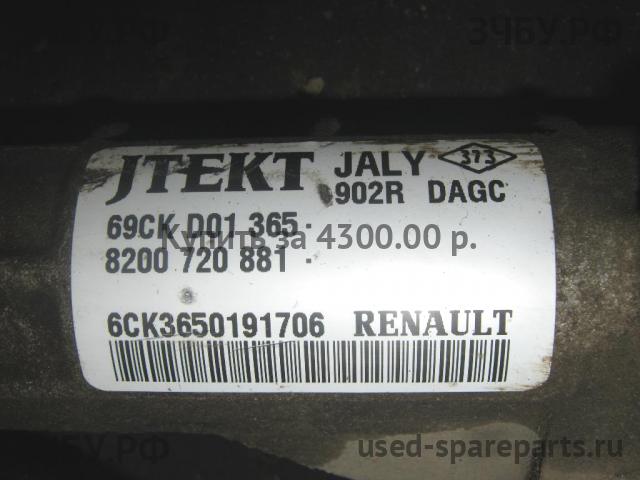 ЗЧБУ.РФ
JTEKT JALY 373
902R DAGC
69CK D01 365
Купить за 4300.00 р.
8200 720 881
6CK3650191706 RENAULT
ЗЧБУ.РФ
used-spareparts.ru